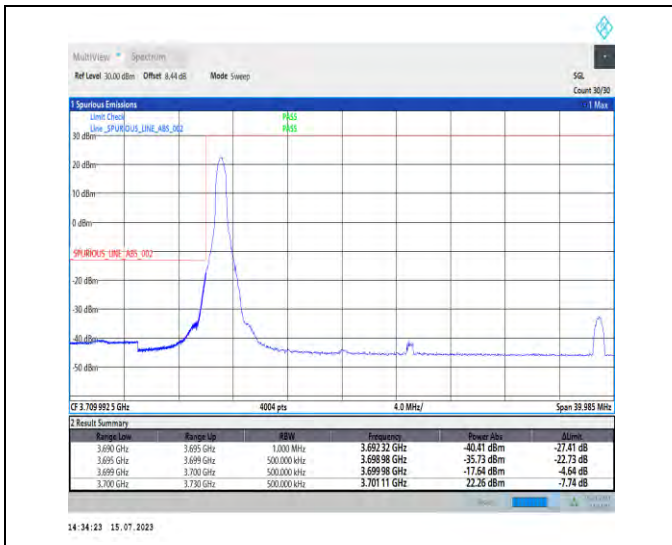 MultiView Spectrum
Ref Level 30.00 dBm Offset 8.44 dB Mode Sweep SGL
Count 30/30
1 Spurious Emissions 1 Max
Limit Check PASS
Line _SPURIOUS_LINE_ABS_002 PASS
30 dBm
20 dBm
10 dBm
0 dBm
_SPURIOUS_LINE_ABS_002
-20 dBm
-30 dBm
-40 dBm
-50 dBm
CF 3.709 992 5 GHz 4004 pts 4.0 MHz/ Span 39.985 MHz
2 Result Summary
Range Low Range Up RBW Frequency Power Abs ΔLimit
3.690 GHz 3.695 GHz 1.000 MHz 3.692 32 GHz -40.41 dBm -27.41 dB
3.695 GHz 3.699 GHz 500.000 kHz 3.698 98 GHz -35.73 dBm -22.73 dB
3.699 GHz 3.700 GHz 500.000 kHz 3.699 98 GHz -17.64 dBm -4.64 dB
3.700 GHz 3.730 GHz 500.000 kHz 3.701 11 GHz 22.26 dBm -7.74 dB
14:34:23 15.07.2023